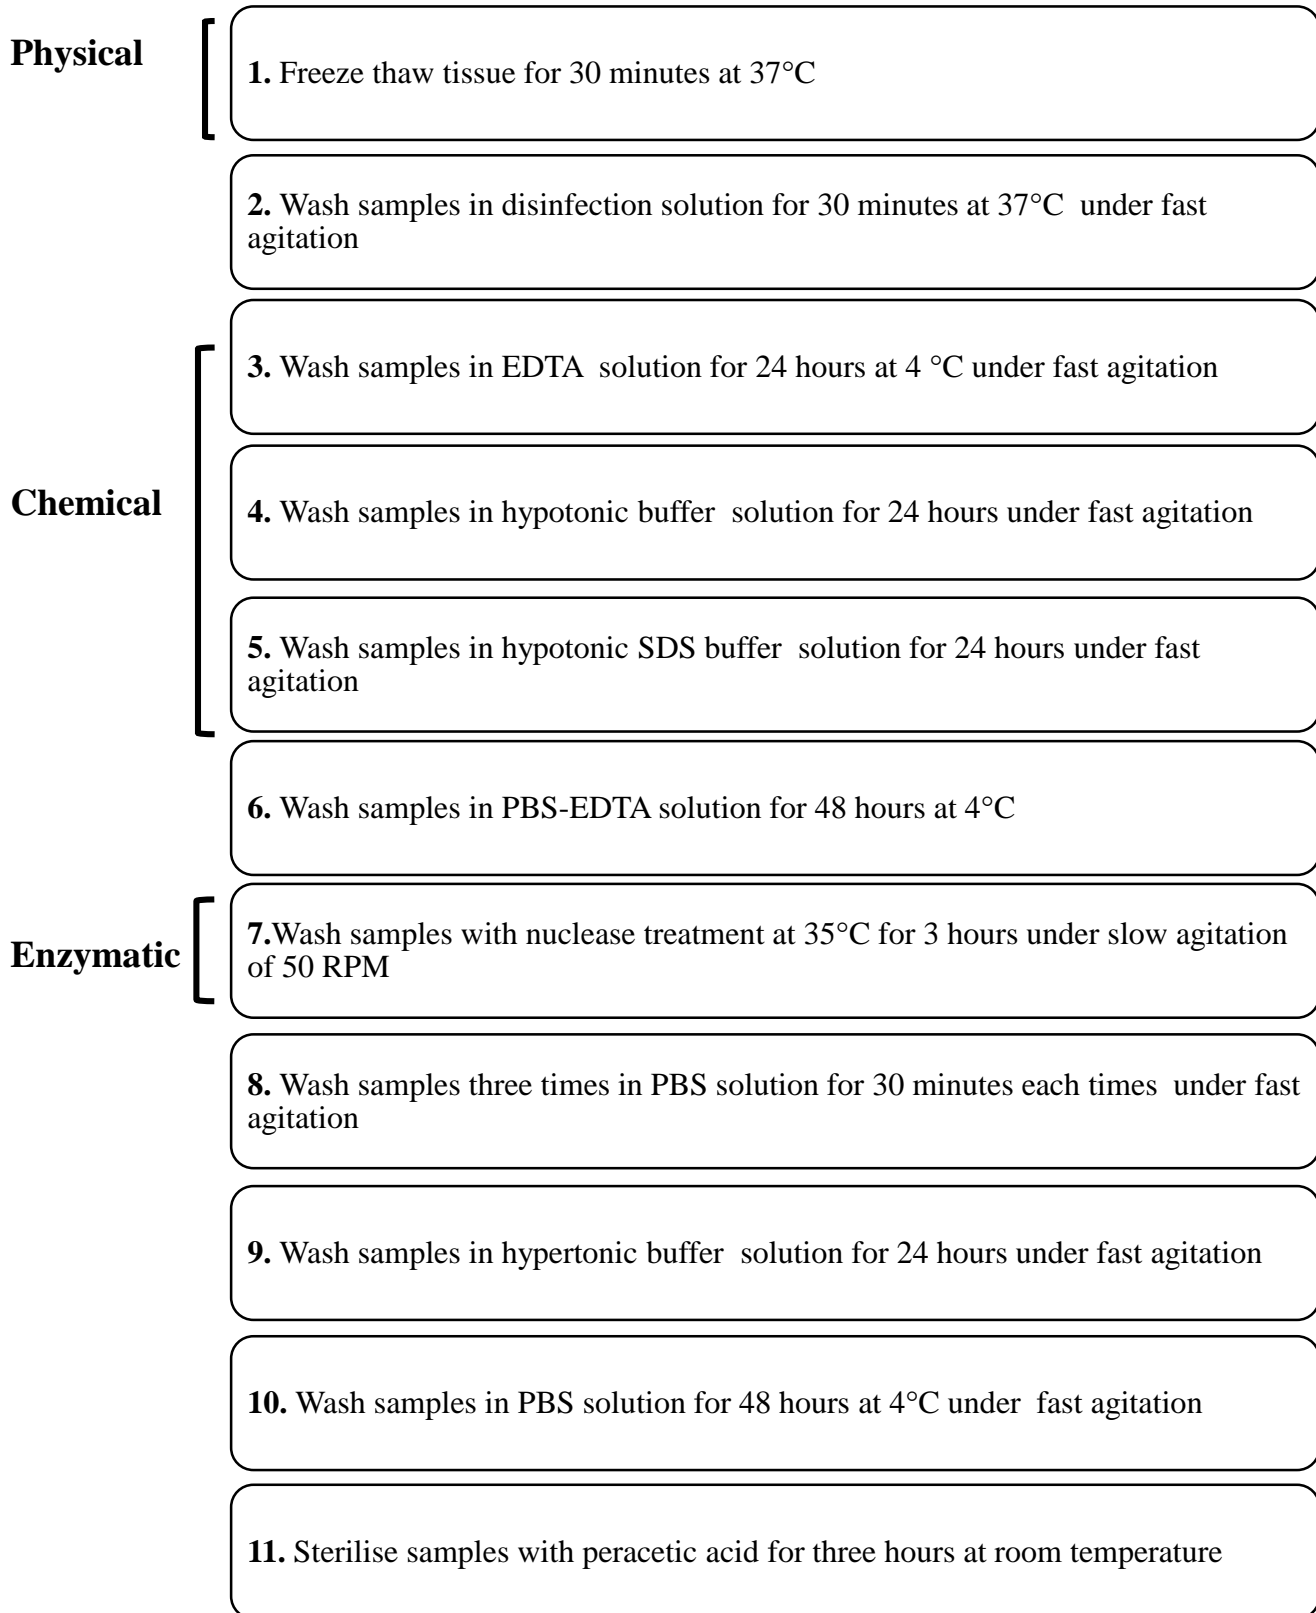 Physical
1. Freeze thaw tissue for 30 minutes at 37°C
2. Wash samples in disinfection solution for 30 minutes at 37°C  under fast
agitation
3. Wash samples in EDTA  solution for 24 hours at 4 °C under fast agitation
Chemical
4. Wash samples in hypotonic buffer  solution for 24 hours under fast agitation
5. Wash samples in hypotonic SDS buffer  solution for 24 hours under fast
agitation
6. Wash samples in PBS-EDTA solution for 48 hours at 4°C
Enzymatic
7.Wash samples with nuclease treatment at 35°C for 3 hours under slow agitation
of 50 RPM
8. Wash samples three times in PBS solution for 30 minutes each times  under fast
agitation
9. Wash samples in hypertonic buffer  solution for 24 hours under fast agitation
10. Wash samples in PBS solution for 48 hours at 4°C under  fast agitation
11. Sterilise samples with peracetic acid for three hours at room temperature